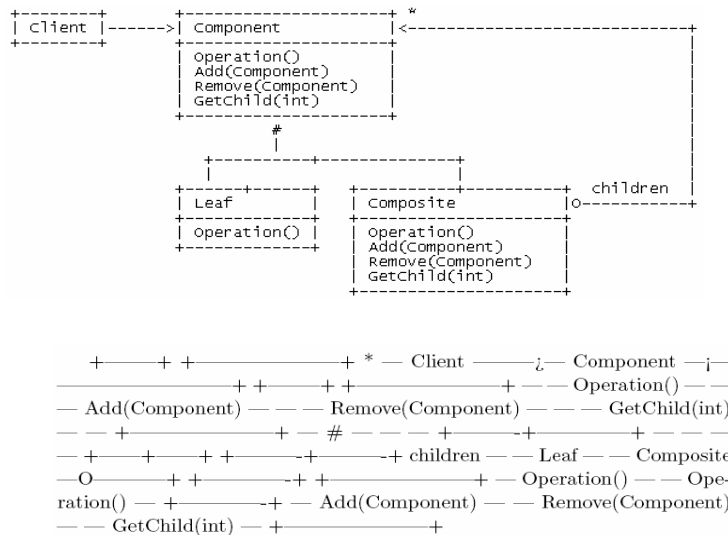 +--------+ +-------------------+ *
| Client |------>| Component |<--------------------------+
+--------+ +-------------------+ |
| Operation() | |
| Add(Component) | |
| Remove(Component) | |
| GetChild(int) | |
+-------------------+ |
# |
| |
+---------+-------------+ |
| | |
+---+------+ +-------------------+ children |
| Leaf | | Composite |O----------+
+------------+ +-------------------+
| Operation() | | Operation() |
+------------+ | Add(Component) |
| Remove(Component) |
| GetChild(int) |
+-------------------+
+——–+ +——————–+ * — Client ———¿— Component —¡—
————————+ +——–+ +——————–+ — — Operation() — —
— Add(Component) — — — Remove(Component) — — — GetChild(int)
— — — +——————–+ — # — — — — +——-+————+ — — — —
— +——+——+ +———-+———+ children — — Leaf — — Composite
—O———–+ +———-+ +——————–+ — Operation() — — Ope-
ration() — +———–-+ — Add(Component) — — Remove(Component)
— — GetChild(int) — +——————–+